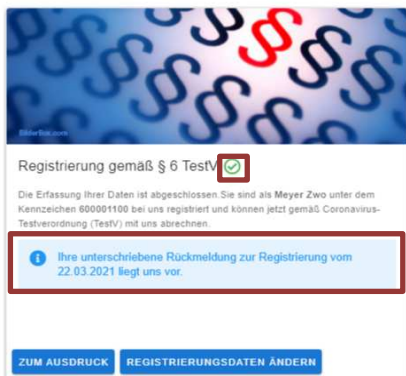 BilderBox.com
Registrierung gemäß § 6 TestV
Die Erfassung Ihrer Daten ist abgeschlossen.Sie sind als Meyer Zwo unter dem
Kennzeichen 600001100 bei uns registriert und können jetzt gemäß Coronavirus-
Testverordnung (TestV) mit uns abrechnen.
Ihre unterschriebene Rückmeldung zur Registrierung vom
22.03.2021 liegt uns vor.
ZUM AUSDRUCK REGISTRIERUNGSDATEN ÄNDERN